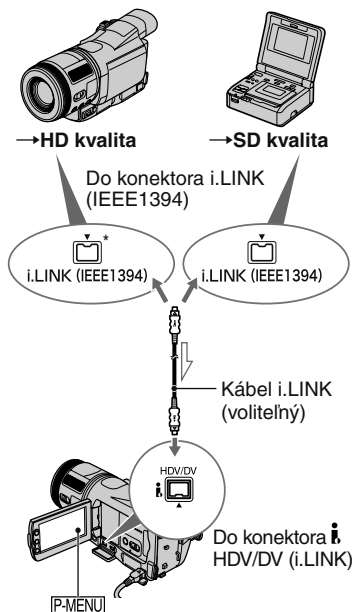 →HD kvalita
→SD kvalita
Do konektora i.LINK
(IEEE1394)
*
i.LINK (IEEE1394)
i.LINK (IEEE1394)
Kábel i.LINK
(voliteľný)
HDV/DV
i
Do konektora i
HDV/DV (i.LINK)
P-MENU